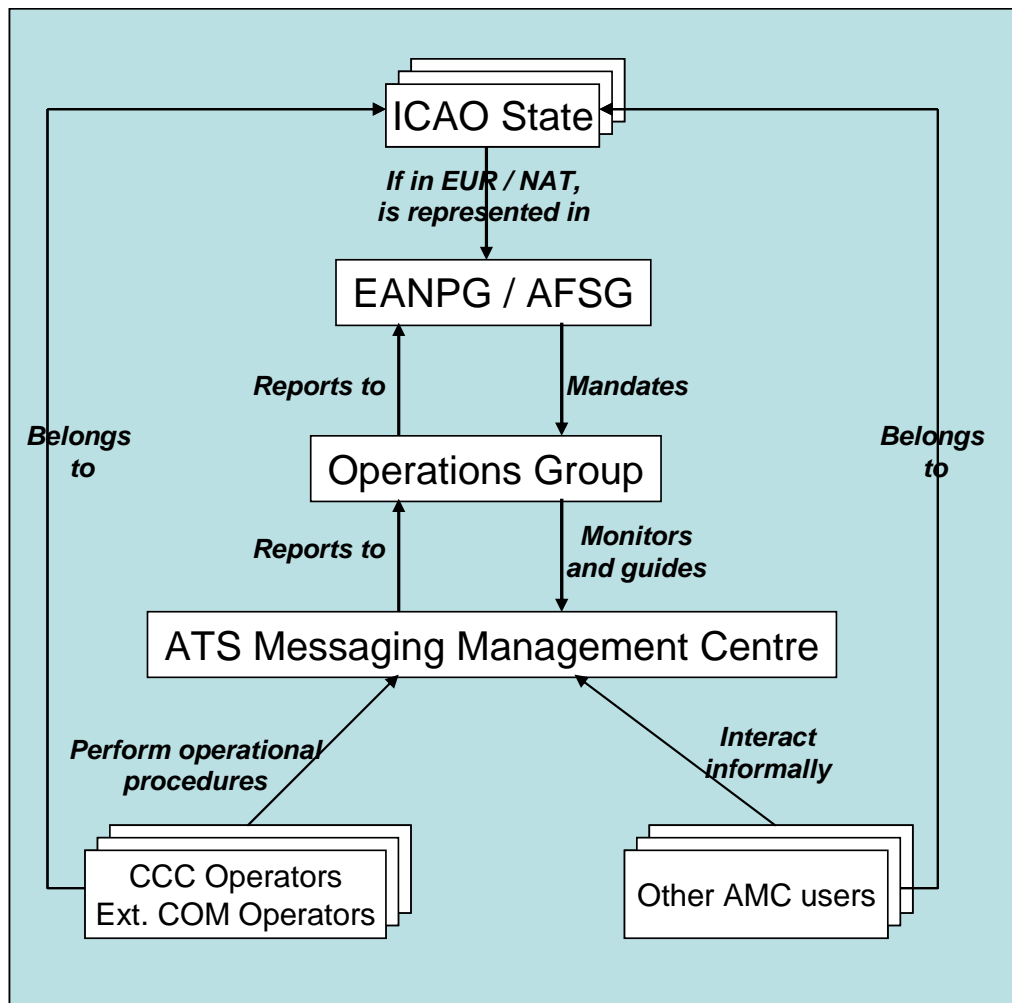 ICAO State
If in EUR / NAT,
is represented in
EANPG / AFSG
Reports to
Mandates
Belongs
to
Belongs
to
Operations Group
Reports to
Monitors
and guides
ATS Messaging Management Centre
Perform operational
procedures
Interact
informally
CCC Operators
Ext. COM Operators
Other AMC users